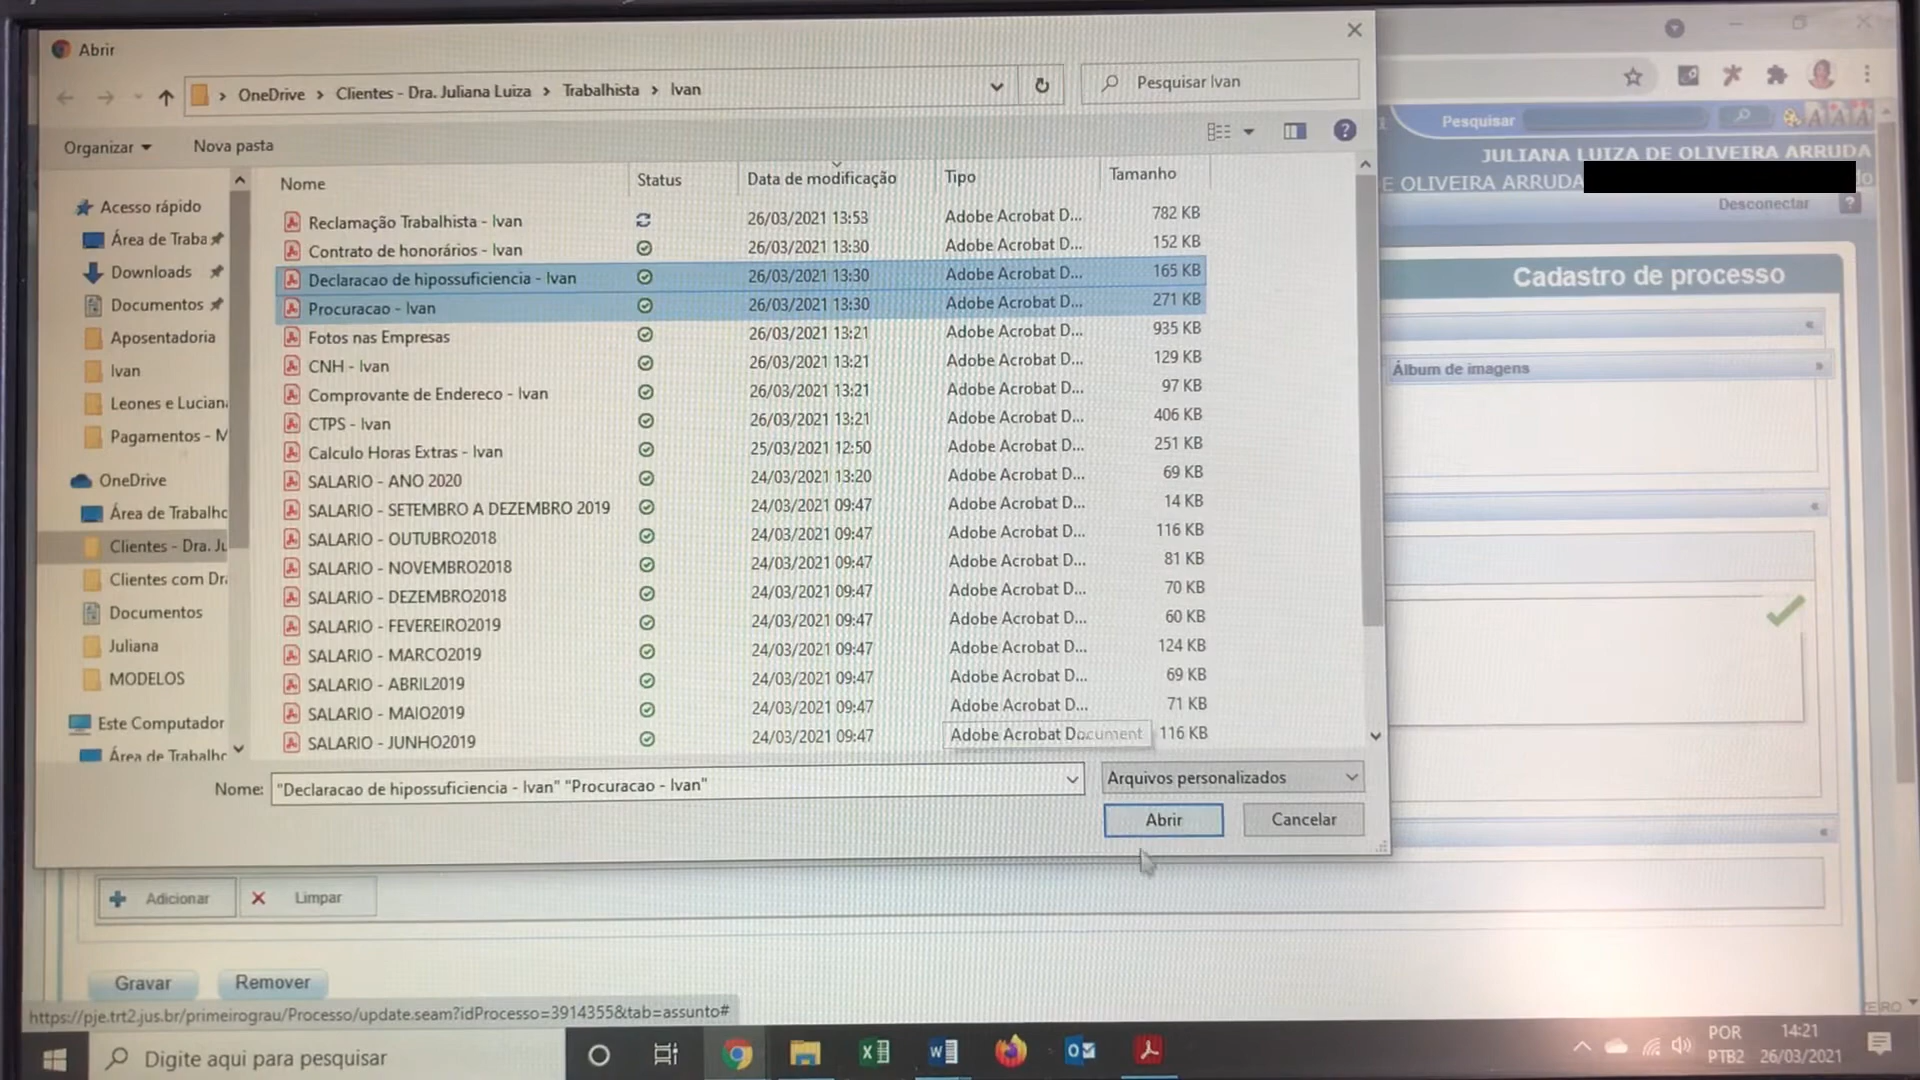 Abrir
OneDrive > Clientes - Dra. Juliana Luiza > Trabalhista > Ivan
Pesquisar Ivan
Organizar
Nova pasta
Pesquisar
A A A
JULIANA LUIZA DE OLIVEIRA ARRUDA
E OLIVEIRA ARRUDA
Desconectar
Cadastro de processo
Álbum de imagens
Acesso rápido
Área de Traba
Downloads
Documentos
Aposentadoria
Ivan
Leones e Lucian
Pagamentos - M
OneDrive
Área de Trabalho
Clientes - Dra. Ju
Clientes com Dr
Documentos
Juliana
MODELOS
Este Computador
Área de Trabalho
Nome Status Data de modificação Tipo Tamanho
Reclamação Trabalhista - Ivan 26/03/2021 13:53 Adobe Acrobat D... 782 KB
Contrato de honorários - Ivan 26/03/2021 13:30 Adobe Acrobat D... 152 KB
Declaracao de hipossuficiencia - Ivan 26/03/2021 13:30 Adobe Acrobat D... 165 KB
Procuracao - Ivan 26/03/2021 13:30 Adobe Acrobat D... 271 KB
Fotos nas Empresas 26/03/2021 13:21 Adobe Acrobat D... 935 KB
CNH - Ivan 26/03/2021 13:21 Adobe Acrobat D... 129 KB
Comprovante de Endereco - Ivan 26/03/2021 13:21 Adobe Acrobat D... 97 KB
CTPS - Ivan 26/03/2021 13:21 Adobe Acrobat D... 406 KB
Calculo Horas Extras - Ivan 25/03/2021 12:50 Adobe Acrobat D... 251 KB
SALARIO - ANO 2020 24/03/2021 13:20 Adobe Acrobat D... 69 KB
SALARIO - SETEMBRO A DEZEMBRO 2019 24/03/2021 09:47 Adobe Acrobat D... 14 KB
SALARIO - OUTUBRO2018 24/03/2021 09:47 Adobe Acrobat D... 116 KB
SALARIO - NOVEMBRO2018 24/03/2021 09:47 Adobe Acrobat D... 81 KB
SALARIO - DEZEMBRO2018 24/03/2021 09:47 Adobe Acrobat D... 70 KB
SALARIO - FEVEREIRO2019 24/03/2021 09:47 Adobe Acrobat D... 60 KB
SALARIO - MARCO2019 24/03/2021 09:47 Adobe Acrobat D... 124 KB
SALARIO - ABRIL2019 24/03/2021 09:47 Adobe Acrobat D... 69 KB
SALARIO - MAIO2019 24/03/2021 09:47 Adobe Acrobat D... 71 KB
SALARIO - JUNHO2019 24/03/2021 09:47 Adobe Acrobat Document 116 KB
Nome: "Declaracao de hipossuficiencia - Ivan" "Procuracao - Ivan" Arquivos personalizados
Abrir Cancelar
Adicionar Limpar
Gravar Remover
https://pje.trt2.jus.br/primeirograu/Processo/update.seam?idProcesso=3914355&tab=assunto#
Digite aqui para pesquisar
POR
PTB2
14:21
26/03/2021